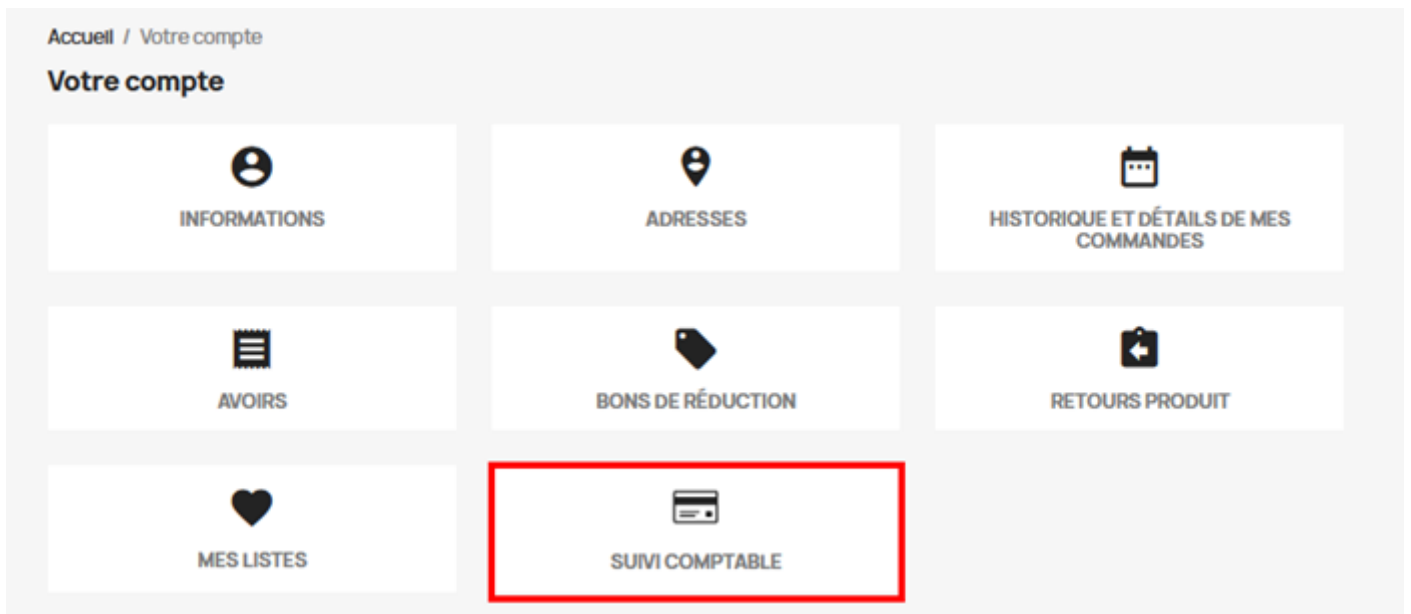 Accueil / Votre compte
Votre compte
INFORMATIONS
ADRESSES
HISTORIQUE ET DÉTAILS DE MES
COMMANDES
AVOIRS
BONS DE RÉDUCTION
RETOURS PRODUIT
MES LISTES
SUIVI COMPTABLE